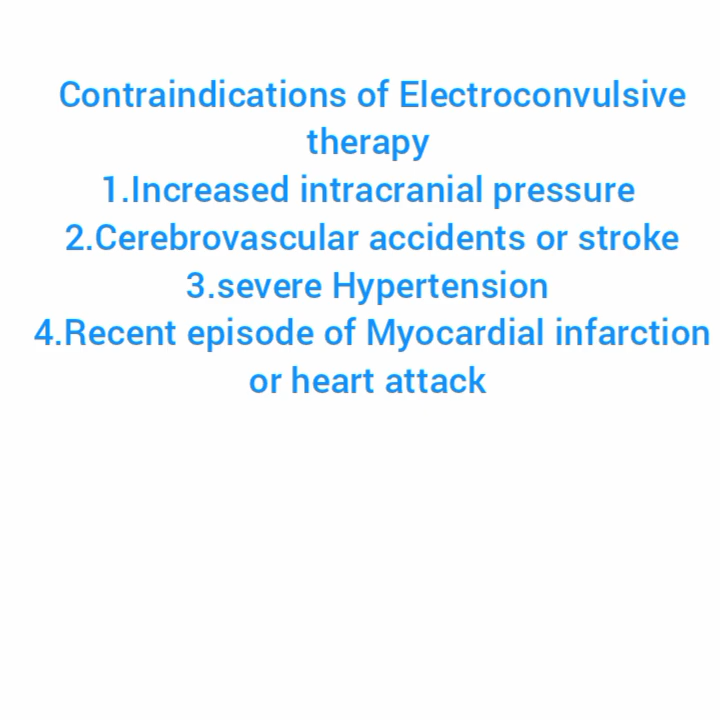 Contraindications of Electroconvulsive
therapy
1.Increased intracranial pressure
2.Cerebrovascular accidents or stroke
3.severe Hypertension
4.Recent episode of Myocardial infarction
or heart attack